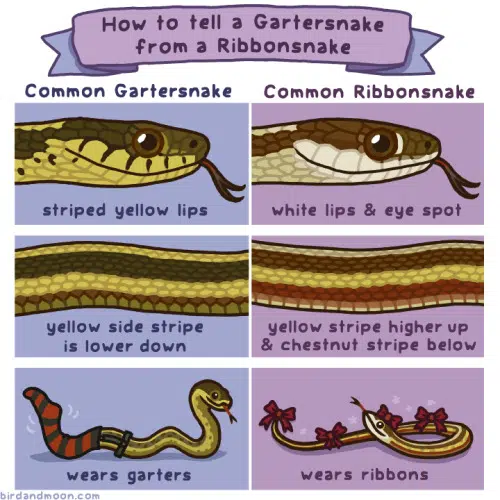 How to tell a Gartersnake
from a Ribbonsnake
Common Gartersnake
Common Ribbonsnake
striped yellow lips
white lips & eye spot
yellow side stripe
is lower down
yellow stripe higher up
& chestnut stripe below
wears garters
wears ribbons
birdandmoon.com